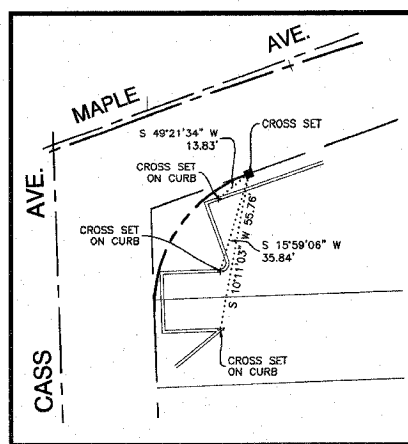 MAPLE AVE.
S 49°21'34" W
13.83'
CROSS SET
CROSS SET
ON CURB
AVE.
CROSS SET
ON CURB
S 10°11'03" W 55.76'
S 15°59'06" W
35.84'
CROSS SET
ON CURB
CASS